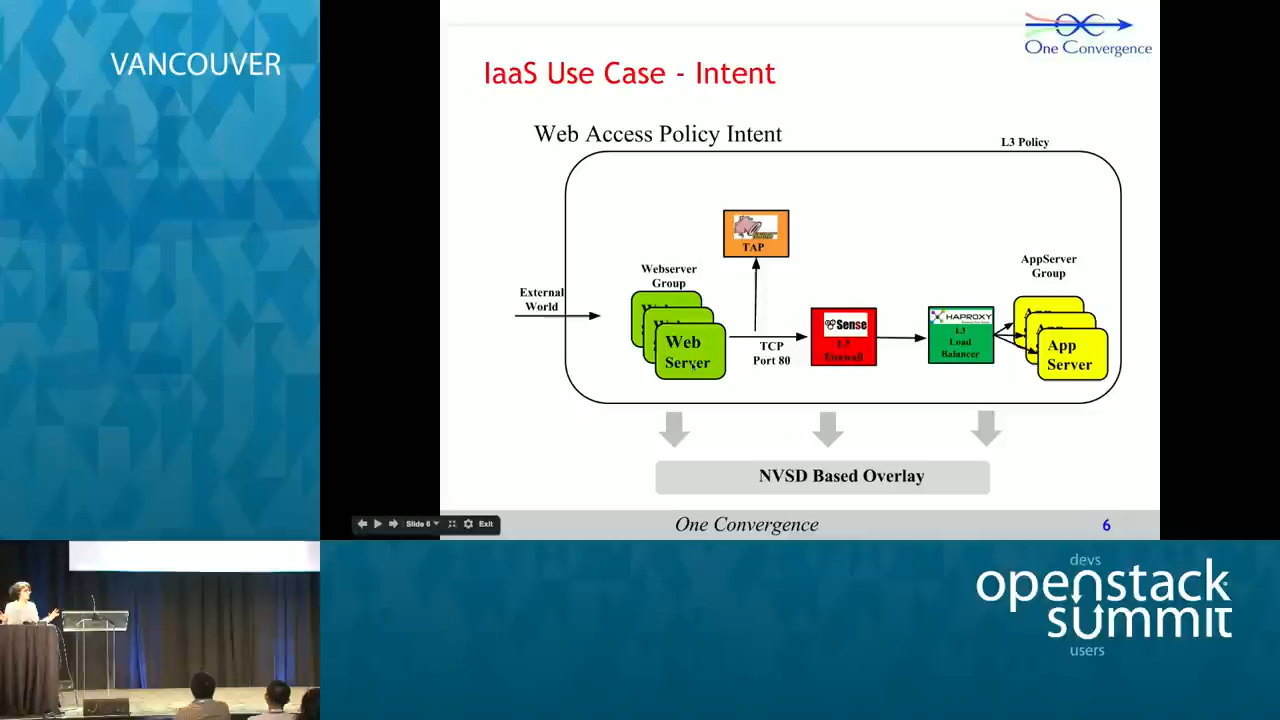 VANCOUVER
One Convergence
IaaS Use Case - Intent
Web Access Policy Intent
L3 Policy
TAP
Webserver
Group
AppServer
Group
External
World
Web
Server
TCP
Port 80
Sense
Firewall
HAPROXY
L3
Load
Balancer
App
Server
NVSD Based Overlay
Slide 6
Exit
One Convergence
6
devs
openstack
summit
users